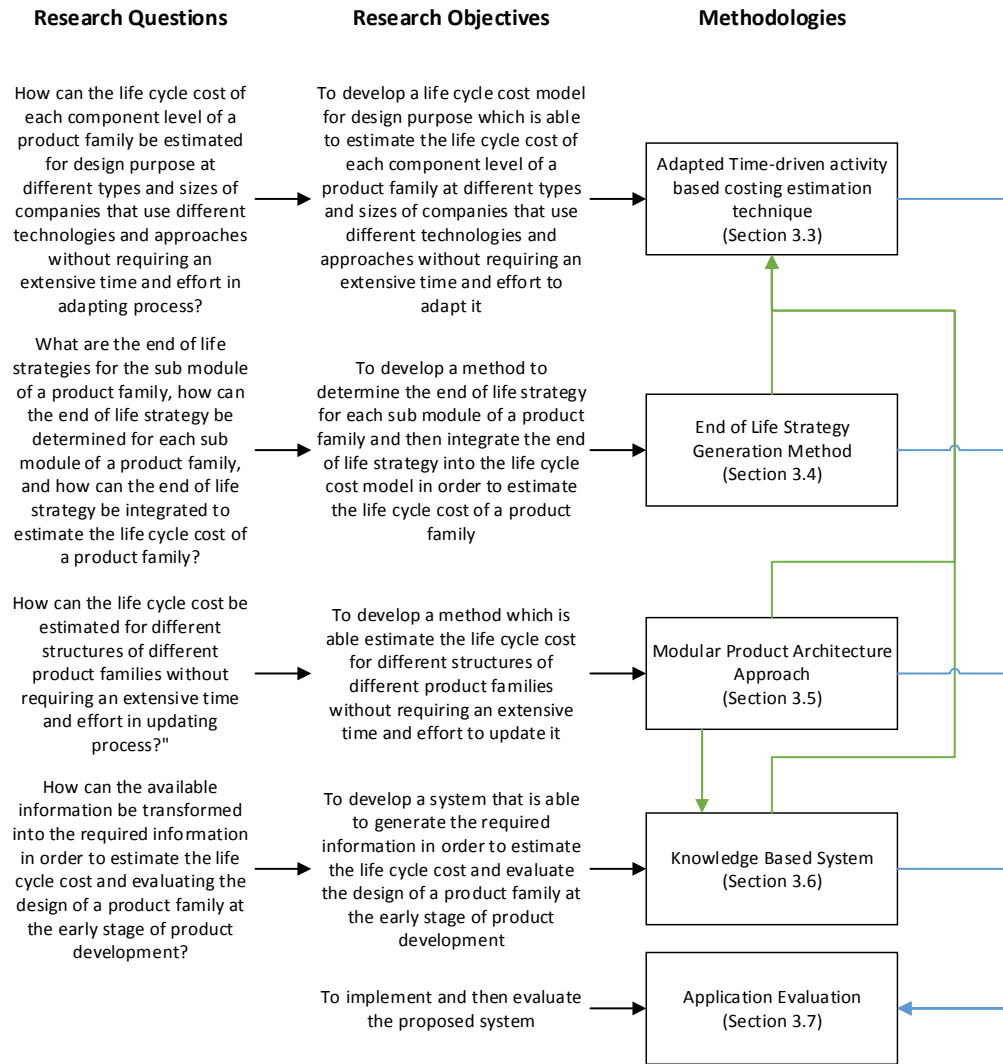 Research Questions
Research Objectives
Methodologies
How can the life cycle cost of
each component level of a
product family be estimated
for design purpose at
different types and sizes of
companies that use different
technologies and approaches
without requiring an
extensive time and effort in
adapting process?
To develop a life cycle cost model
for design purpose which is able
to estimate the life cycle cost of
each component level of a
product family at different types
and sizes of companies that use
different technologies and
approaches without requiring an
extensive time and effort to
adapt it
Adapted Time-driven activity
based costing estimation
technique
(Section 3.3)
What are the end of life
strategies for the sub module
of a product family, how can
the end of life strategy be
determined for each sub
module of a product family,
and how can the end of life
strategy be integrated to
estimate the life cycle cost of
a product family?
To develop a method to
determine the end of life strategy
for each sub module of a product
family and then integrate the end
of life strategy into the life cycle
cost model in order to estimate
the life cycle cost of a product
family
End of Life Strategy
Generation Method
(Section 3.4)
How can the life cycle cost be
estimated for different
structures of different
product families without
requiring an extensive time
and effort in updating
process?"
To develop a method which is
able estimate the life cycle cost
for different structures of
different product families
without requiring an extensive
time and effort to update it
Modular Product Architecture
Approach
(Section 3.5)
How can the available
information be transformed
into the required information
in order to estimate the life
cycle cost and evaluating the
design of a product family at
the early stage of product
development?
To develop a system that is able
to generate the required
information in order to estimate
the life cycle cost and evaluate
the design of a product family at
the early stage of product
development
Knowledge Based System
(Section 3.6)
To implement and then evaluate
the proposed system
Application Evaluation
(Section 3.7)